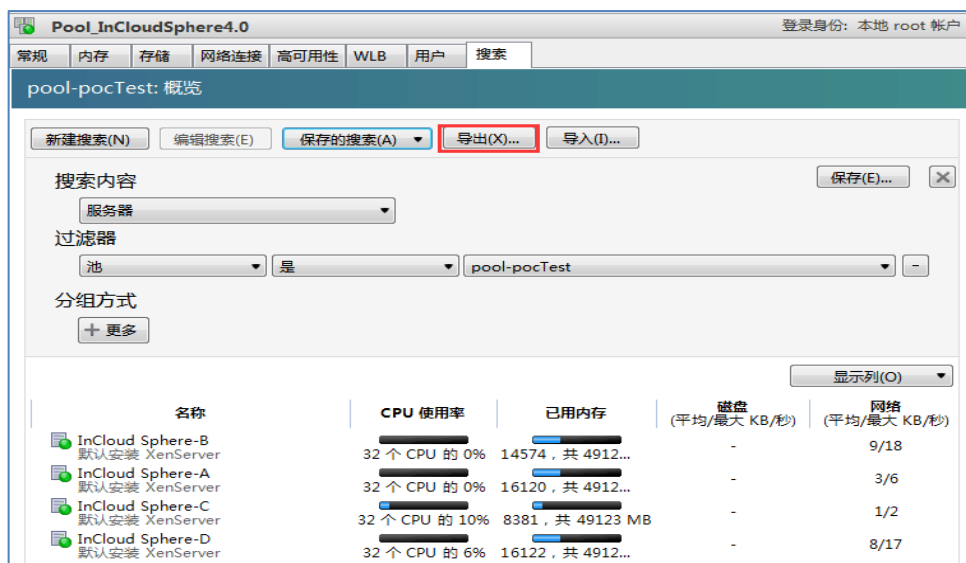 Pool_InCloudSphere4.0 登录身份: 本地 root 帐户
常规 内存 存储 网络连接 高可用性 WLB 用户 搜索
pool-pocTest: 概览
新建搜索(N) 编辑搜索(E) 保存的搜索(A) 导出(X)... 导入(I)...
搜索内容 保存(E)...
服务器
过滤器
池 是 pool-pocTest
分组方式
更多
显示列(O)
名称 CPU 使用率 已用内存 磁盘 网络
(平均/最大 KB/秒) (平均/最大 KB/秒)
InCloud Sphere-B
默认安装 XenServer 32 个 CPU 的 0% 14574，共 4912... - 9/18
InCloud Sphere-A
默认安装 XenServer 32 个 CPU 的 0% 16120，共 4912... - 3/6
InCloud Sphere-C
默认安装 XenServer 32 个 CPU 的 10% 8381，共 49123 MB - 1/2
InCloud Sphere-D
默认安装 XenServer 32 个 CPU 的 6% 16122，共 4912... - 8/17